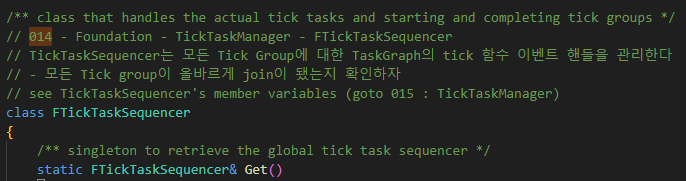 /** class that handles the actual tick tasks and starting and completing tick groups */
// 014 - Foundation - TickTaskManager - FTickTaskSequencer
// TickTaskSequencer는 모든 Tick Group에 대한 TaskGraph의 tick 함수 이벤트 핸들을 관리한다
// - 모든 Tick group이 올바르게 join이 됐는지 확인하자
// see TickTaskSequencer's member variables (goto 015 : TickTaskManager)
class FTickTaskSequencer
{
/** singleton to retrieve the global tick task sequencer */
static FTickTaskSequencer& Get()